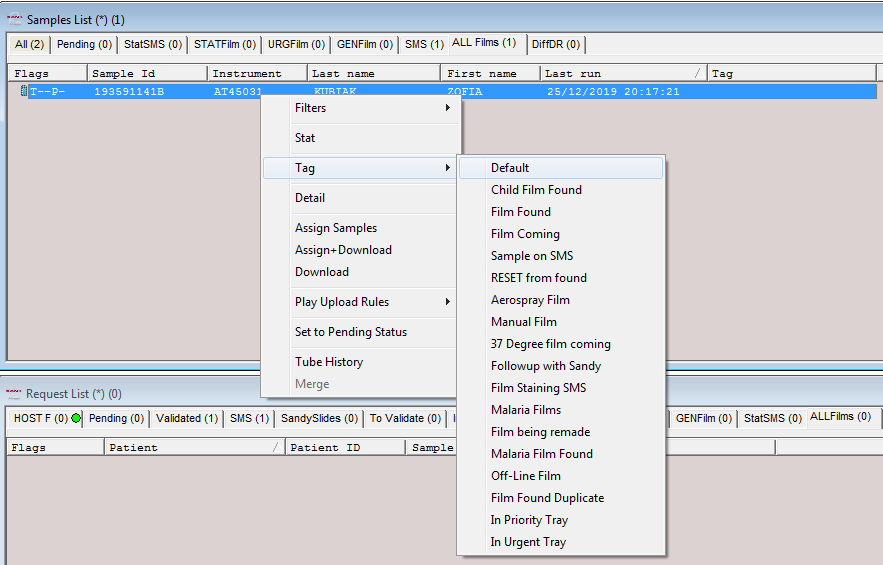 Samples List (*) (1)
All (2) Pending (0) StatSMS (0) STATFilm (0) URGFilm (0) GENFilm (0) SMS (1) ALL Films (1) DiffDR (0)
Flags Sample Id Instrument Last name First name Last run / Tag
T--P- 193591141B AT45031 KUBIAK ZOFIA 25/12/2019 20:17:21
Filters
Stat
Tag
Detail
Assign Samples
Assign+Download
Download
Play Upload Rules
Set to Pending Status
Tube History
Merge
Default
Child Film Found
Film Found
Film Coming
Sample on SMS
RESET from found
Aerospray Film
Manual Film
37 Degree film coming
Followup with Sandy
Film Staining SMS
Malaria Films
Film being remade
Malaria Film Found
Off-Line Film
Film Found Duplicate
In Priority Tray
In Urgent Tray
Request List (*) (0)
HOST F (0) Pending (0) Validated (1) SMS (1) SandySlides (0) To Validate (0) GENFilm (0) StatSMS (0) ALLFilms (0)
Flags Patient / Patient ID Sample